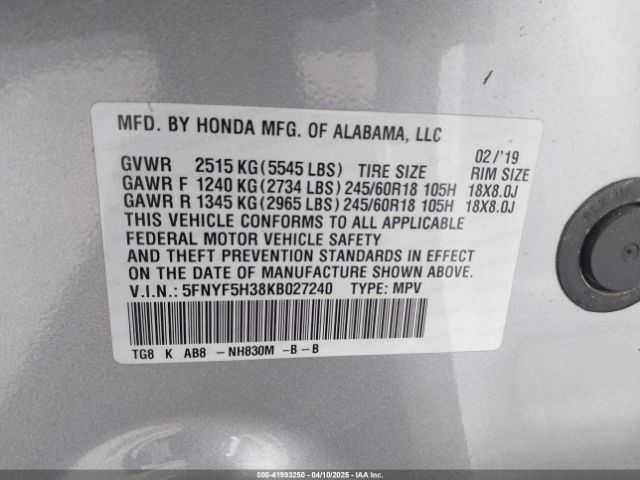 MFD. BY HONDA MFG. OF ALABAMA, LLC
02/'19
GVWR 2515 KG (5545 LBS) TIRE SIZE RIM SIZE
GAWR F 1240 KG (2734 LBS) 245/60R18 105H 18X8.0J
GAWR R 1345 KG (2965 LBS) 245/60R18 105H 18X8.0J
THIS VEHICLE CONFORMS TO ALL APPLICABLE
FEDERAL MOTOR VEHICLE SAFETY
AND THEFT PREVENTION STANDARDS IN EFFECT
ON THE DATE OF MANUFACTURE SHOWN ABOVE.
V.I.N.: 5FNYF5H38KB027240 TYPE: MPV
TG8 K AB8 -NH830M -B-B
000-41993250 - 04/10/2025 - IAAI.COM